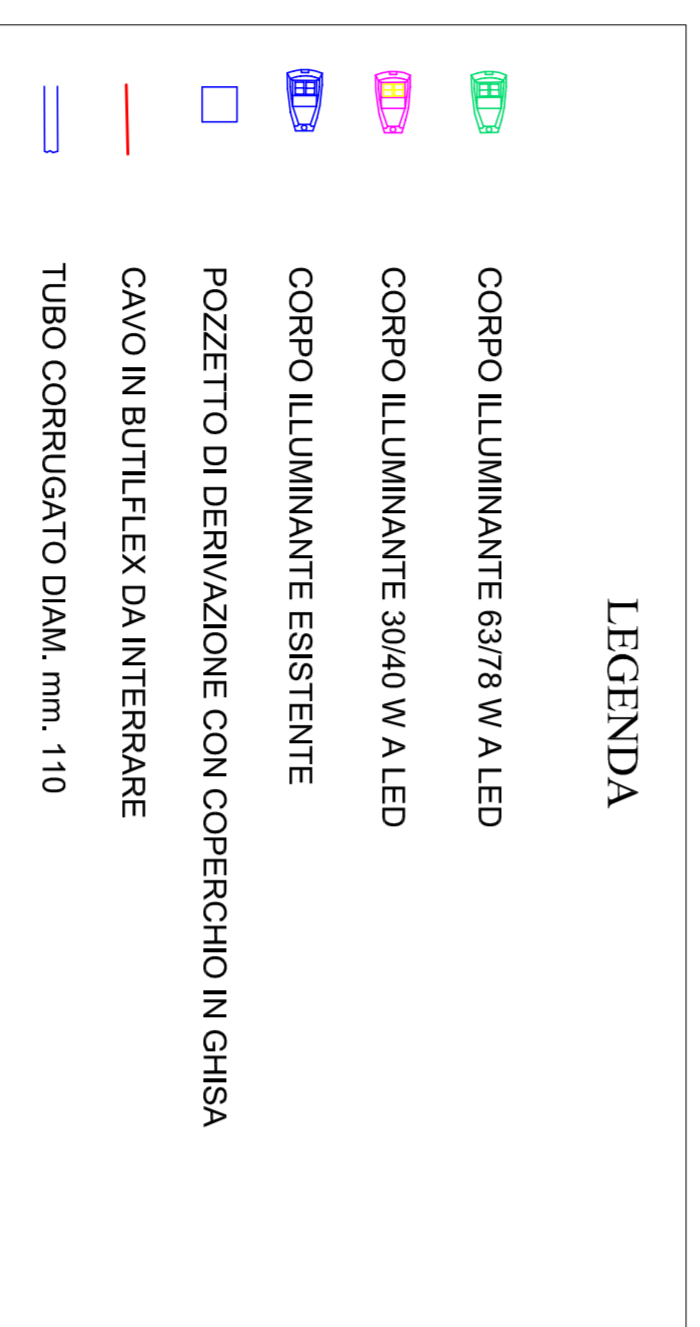 LEGENDA
CORPO ILLUMINANTE 63/78 W A LED
CORPO ILLUMINANTE 30/40 W A LED
CORPO ILLUMINANTE ESISTENTE
POZZETTO DI DERIVAZIONE CON COPERCHIO IN GHISA
CAVO IN BUTILFLEX DA INTERRARE
TUBO CORRUGATO DIAM. mm. 110